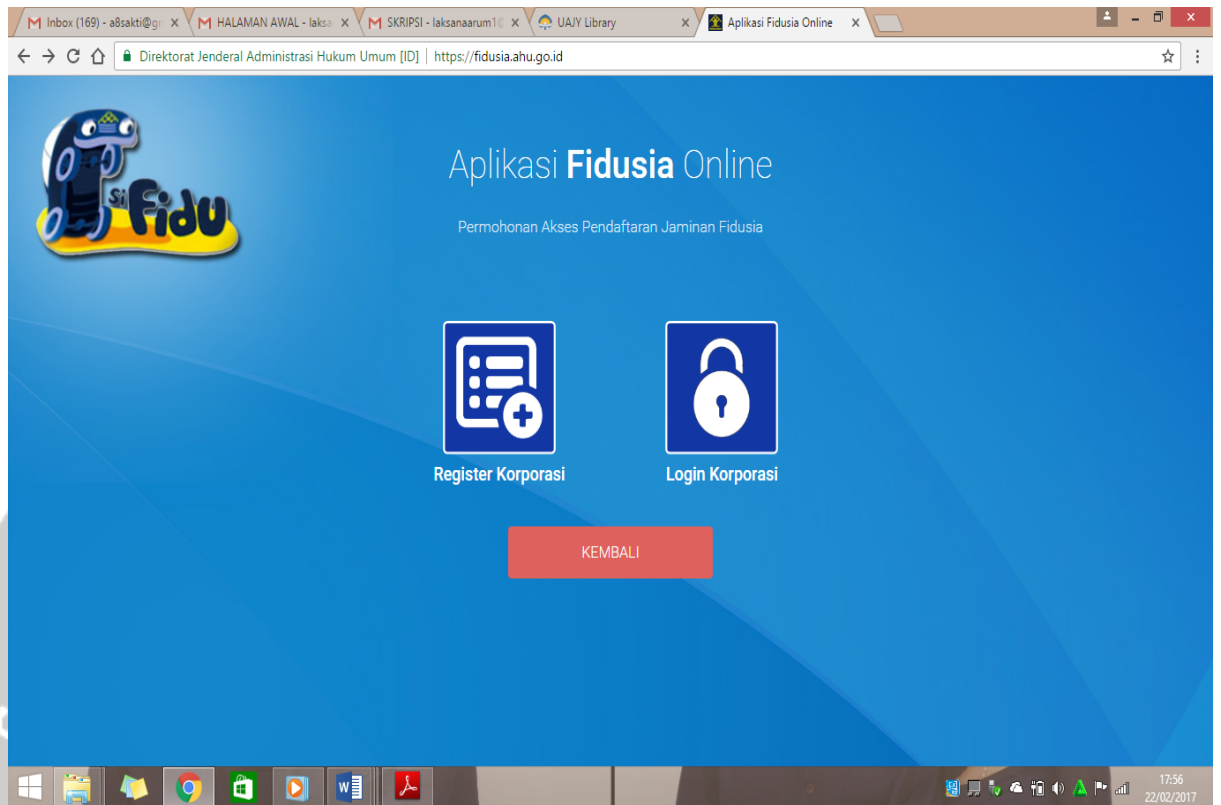 Inbox (169) - a8sakti@gr
HALAMAN AWAL - laksa
SKRIPSI - laksanaarum1@
UAJY Library
Aplikasi Fidusia Online
Direktorat Jenderal Administrasi Hukum Umum [ID] | https://fidusia.ahu.go.id
Si Fidu
Aplikasi Fidusia Online
Permohonan Akses Pendaftaran Jaminan Fidusia
Register Korporasi
Login Korporasi
KEMBALI
17:56
22/02/2017